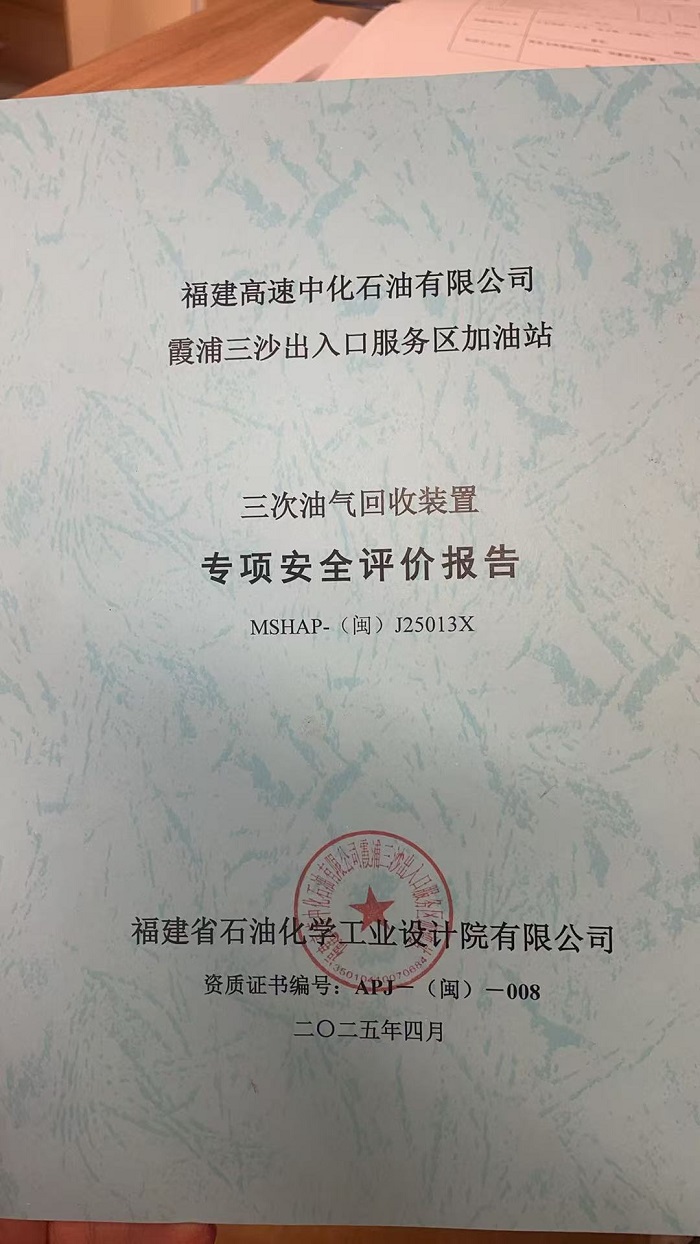 福建高速中化石油有限公司
霞浦三沙出入口服务区加油站
三次油气回收装置
专项安全评价报告
MSHAP-（闽）J25013X
福建省石油化学工业设计院有限公司
资质证书编号：APJ－（闽）－008
二〇二五年四月